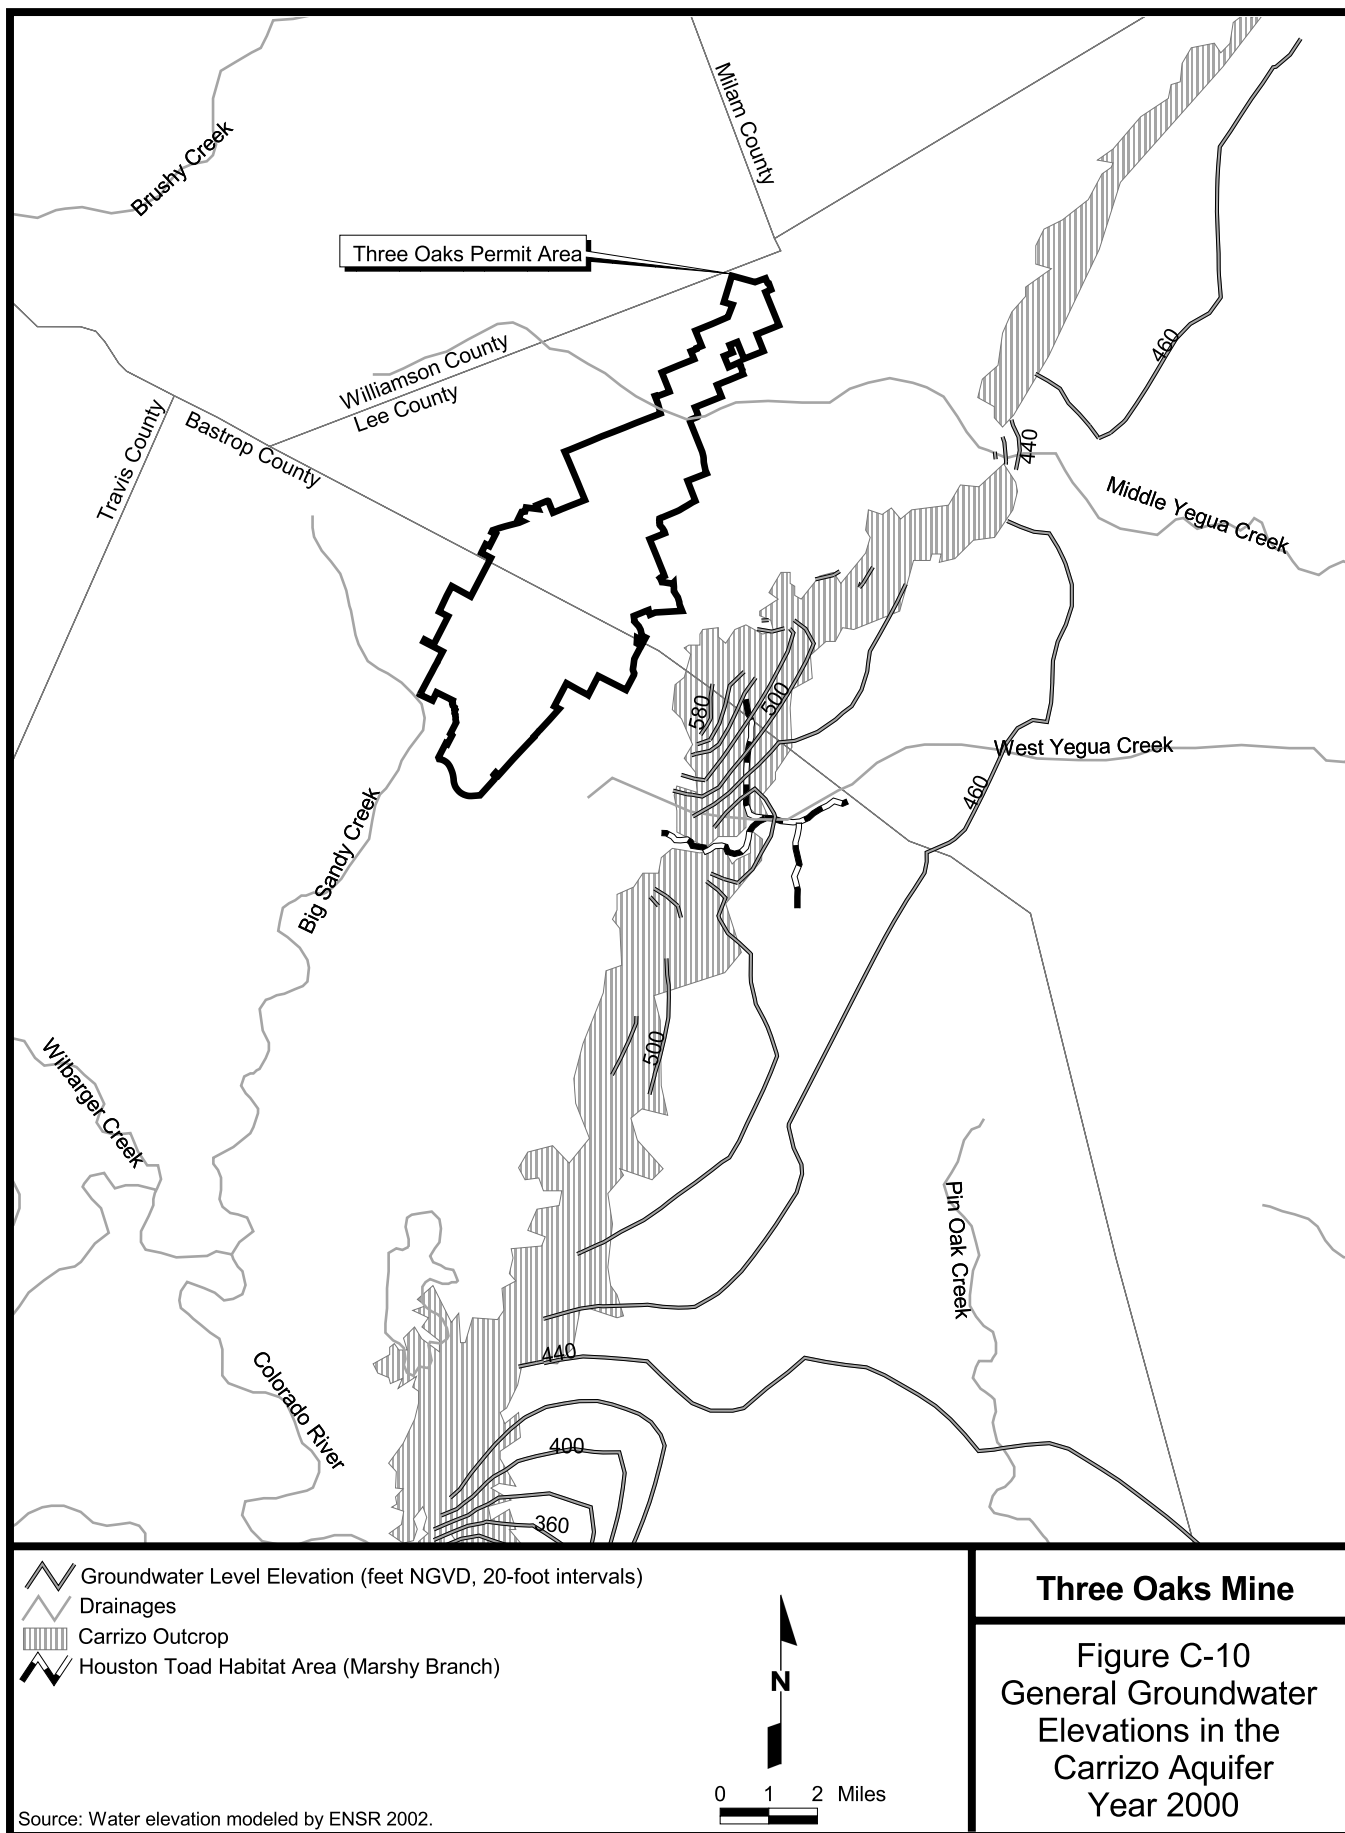 Milam County
Brushy Creek
Three Oaks Permit Area
460
Williamson County
Lee County
Travis County
Bastrop County
440
Middle Yegua Creek
580
500
West Yegua Creek
460
Big Sandy Creek
500
Wilbarger Creek
Pin Oak Creek
440
Colorado River
400
360
Groundwater Level Elevation (feet NGVD, 20-foot intervals)
Drainages
Carrizo Outcrop
Houston Toad Habitat Area (Marshy Branch)
N
0 1 2 Miles
Source: Water elevation modeled by ENSR 2002.
Three Oaks Mine
Figure C-10
General Groundwater
Elevations in the
Carrizo Aquifer
Year 2000